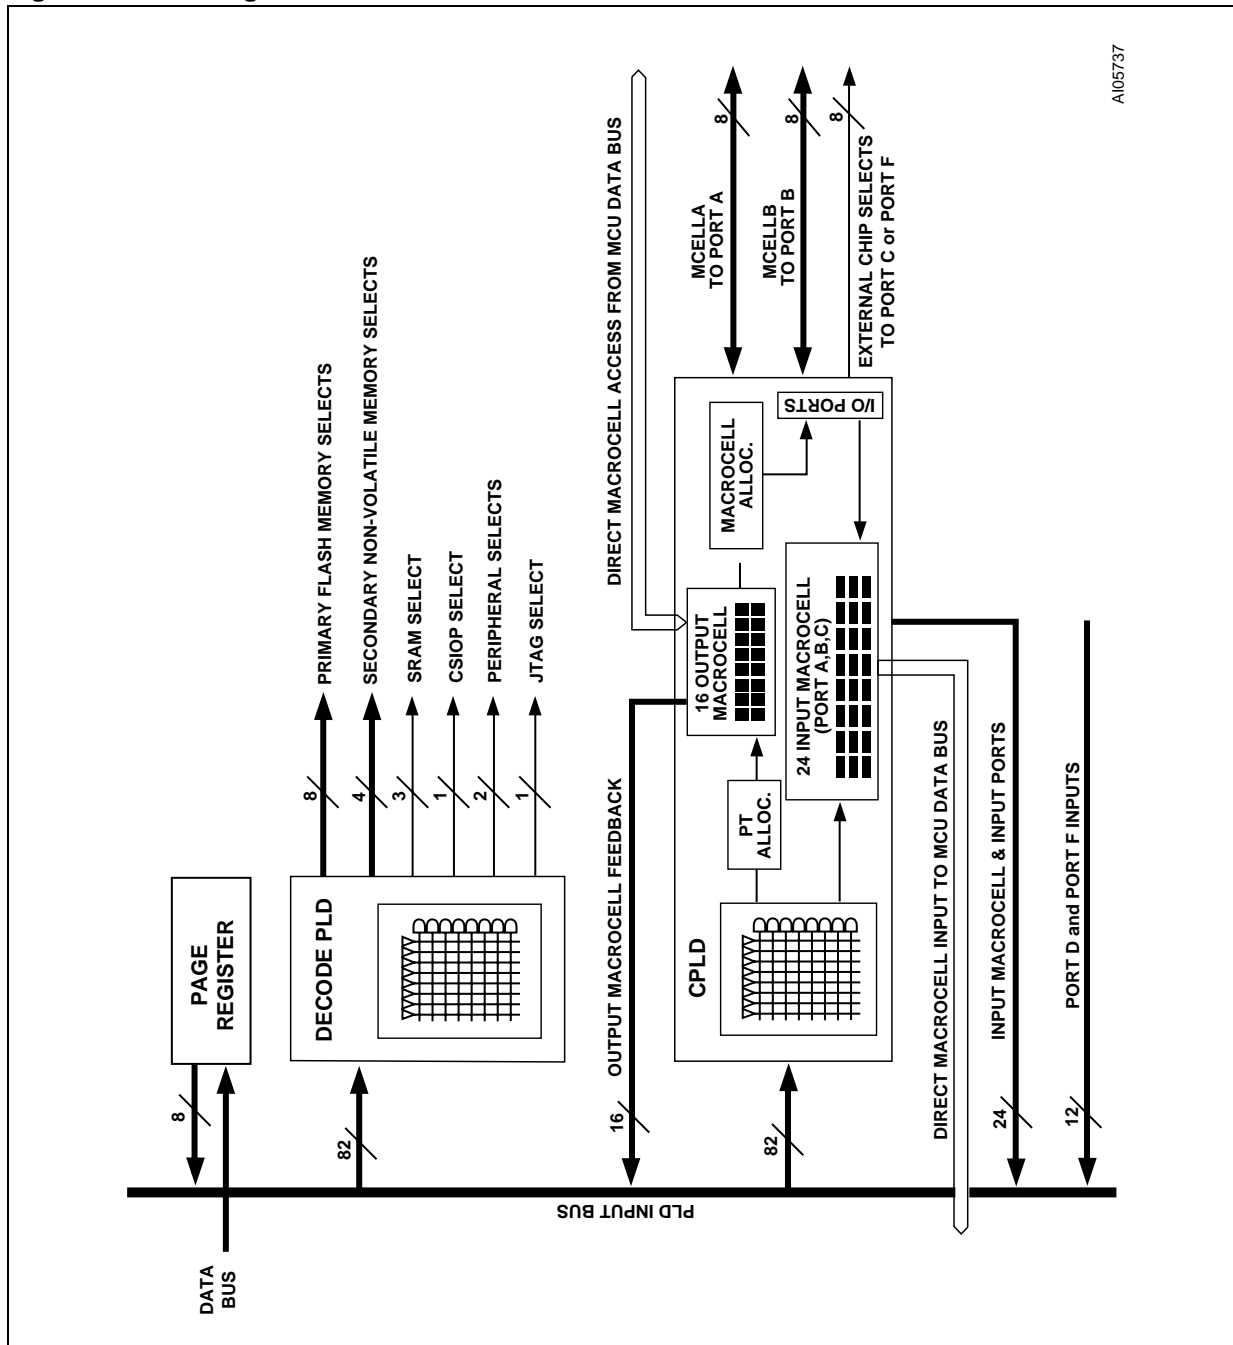 DATA
BUS
8
PAGE
REGISTER
DECODE PLD
82
8
PRIMARY FLASH MEMORY SELECTS
4
SECONDARY NON-VOLATILE MEMORY SELECTS
3
SRAM SELECT
1
CSIOP SELECT
2
PERIPHERAL SELECTS
1
JTAG SELECT
PLD INPUT BUS
16
OUTPUT MACROCELL FEEDBACK
DIRECT MACROCELL ACCESS FROM MCU DATA BUS
82
CPLD
PT
ALLOC.
16 OUTPUT
MACROCELL
MACROCELL
ALLOC.
24 INPUT MACROCELL
(PORT A,B,C)
I/O PORTS
MCELLA
TO PORT A
8
MCELLB
TO PORT B
8
EXTERNAL CHIP SELECTS
TO PORT C or PORT F
8
DIRECT MACROCELL INPUT TO MCU DATA BUS
24
INPUT MACROCELL & INPUT PORTS
12
PORT D and PORT F INPUTS
AI05737